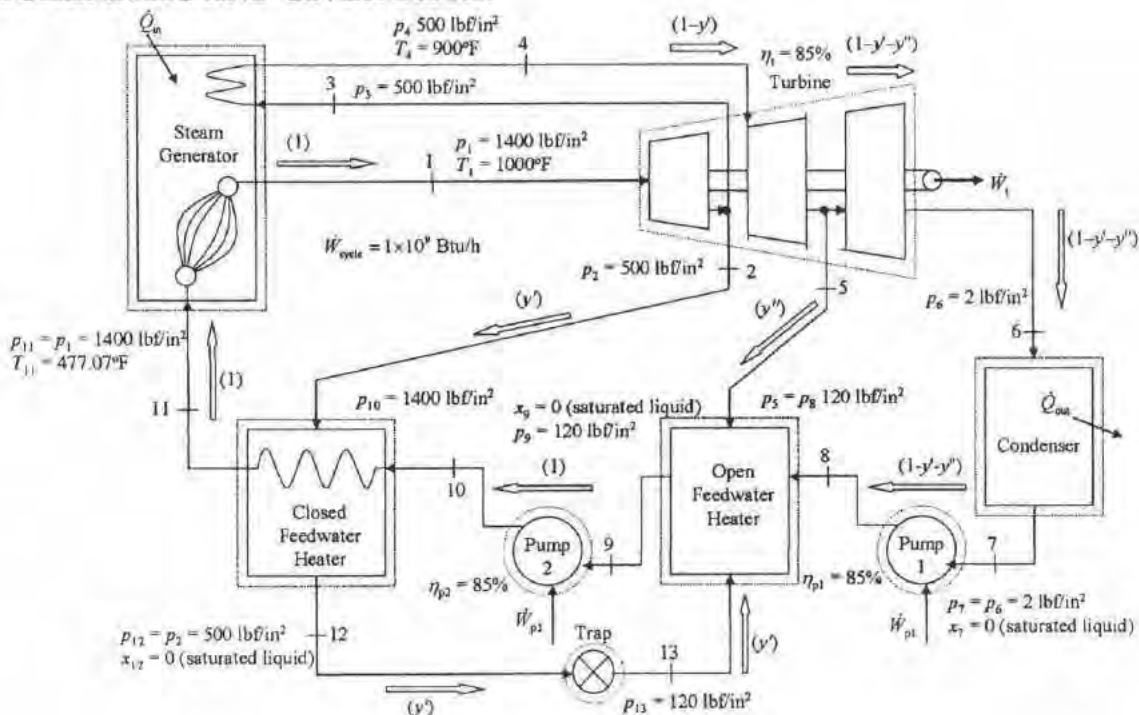 Q̇in
p4 500 lbf/in²
T4 = 900°F
4
(1–y')
ηt = 85%
Turbine
(1-y'-y'')
3
p3 = 500 lbf/in²
Steam
Generator
(1)
p1 = 1400 lbf/in²
T1 = 1000°F
1
Ẇt
Ẇcycle = 1×10⁹ Btu/h
p2 = 500 lbf/in²
2
5
(1-y'-y'')
(y')
(y'')
p6 = 2 lbf/in²
6
p11 = p1 = 1400 lbf/in²
T11 = 477.07°F
(1)
11
p10 = 1400 lbf/in²
x9 = 0 (saturated liquid)
p9 = 120 lbf/in²
p5 = p8 120 lbf/in²
Q̇out
Condenser
10
(1)
8
(1-y'-y'')
Closed
Feedwater
Heater
Open
Feedwater
Heater
Pump
2
9
ηp2 = 85%
Ẇp2
ηp1 = 85%
Pump
1
7
Ẇp1
p7 = p6 = 2 lbf/in²
x7 = 0 (saturated liquid)
p12 = p2 = 500 lbf/in²
x12 = 0 (saturated liquid)
12
Trap
13
(y')
(y')
p13 = 120 lbf/in²